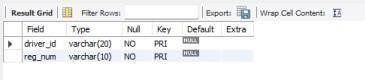 Result Grid Filter Rows: Export: Wrap Cell Content: IA
Field Type Null Key Default Extra
driver_id varchar(20) NO PRI NULL
reg_num varchar(10) NO PRI NULL